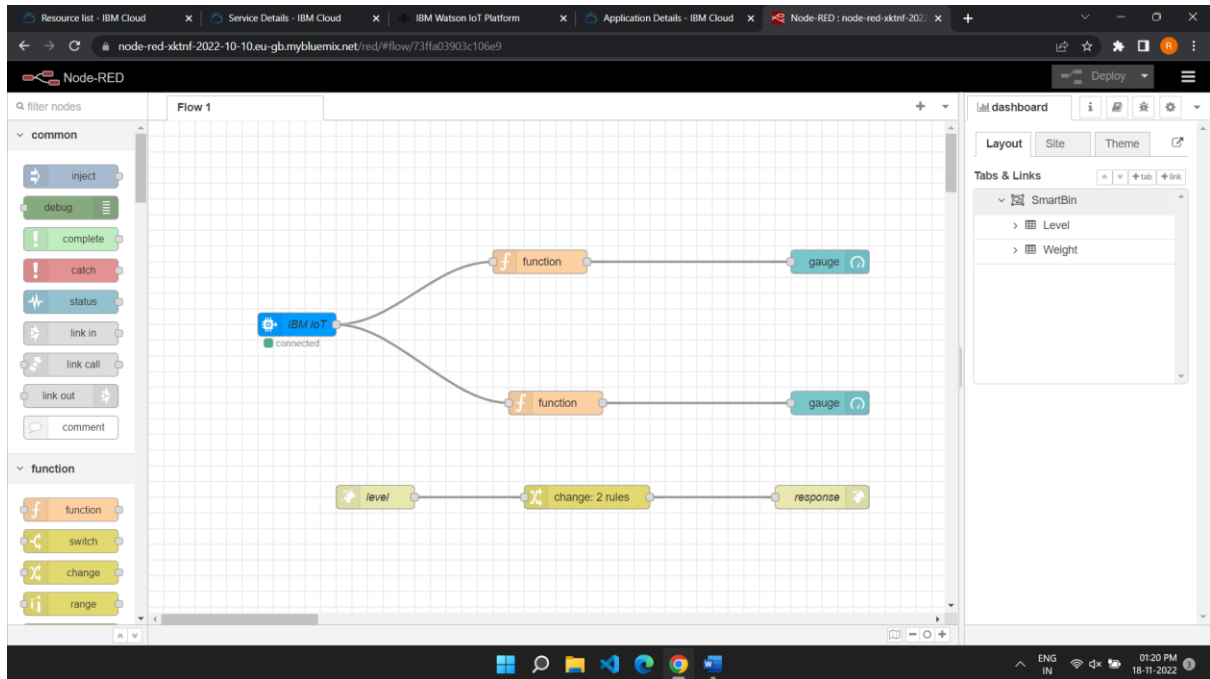 Resource list - IBM Cloud
Service Details - IBM Cloud
IBM Watson IoT Platform
Application Details - IBM Cloud
Node-RED : node-red-xktnf-202
node-red-xktnf-2022-10-10.eu-gb.mybluemix.net/red/#flow/73ffa03903c106e9
R
Node-RED
Deploy
filter nodes
Flow 1
dashboard
i
common
Layout
Site
Theme
inject
Tabs & Links
+tab
+link
debug
SmartBin
complete
Level
function
gauge
Weight
catch
status
IBM IoT
link in
connected
link call
link out
function
gauge
comment
function
level
change: 2 rules
response
function
switch
change
range
ENG
IN
01:20 PM
18-11-2022
3